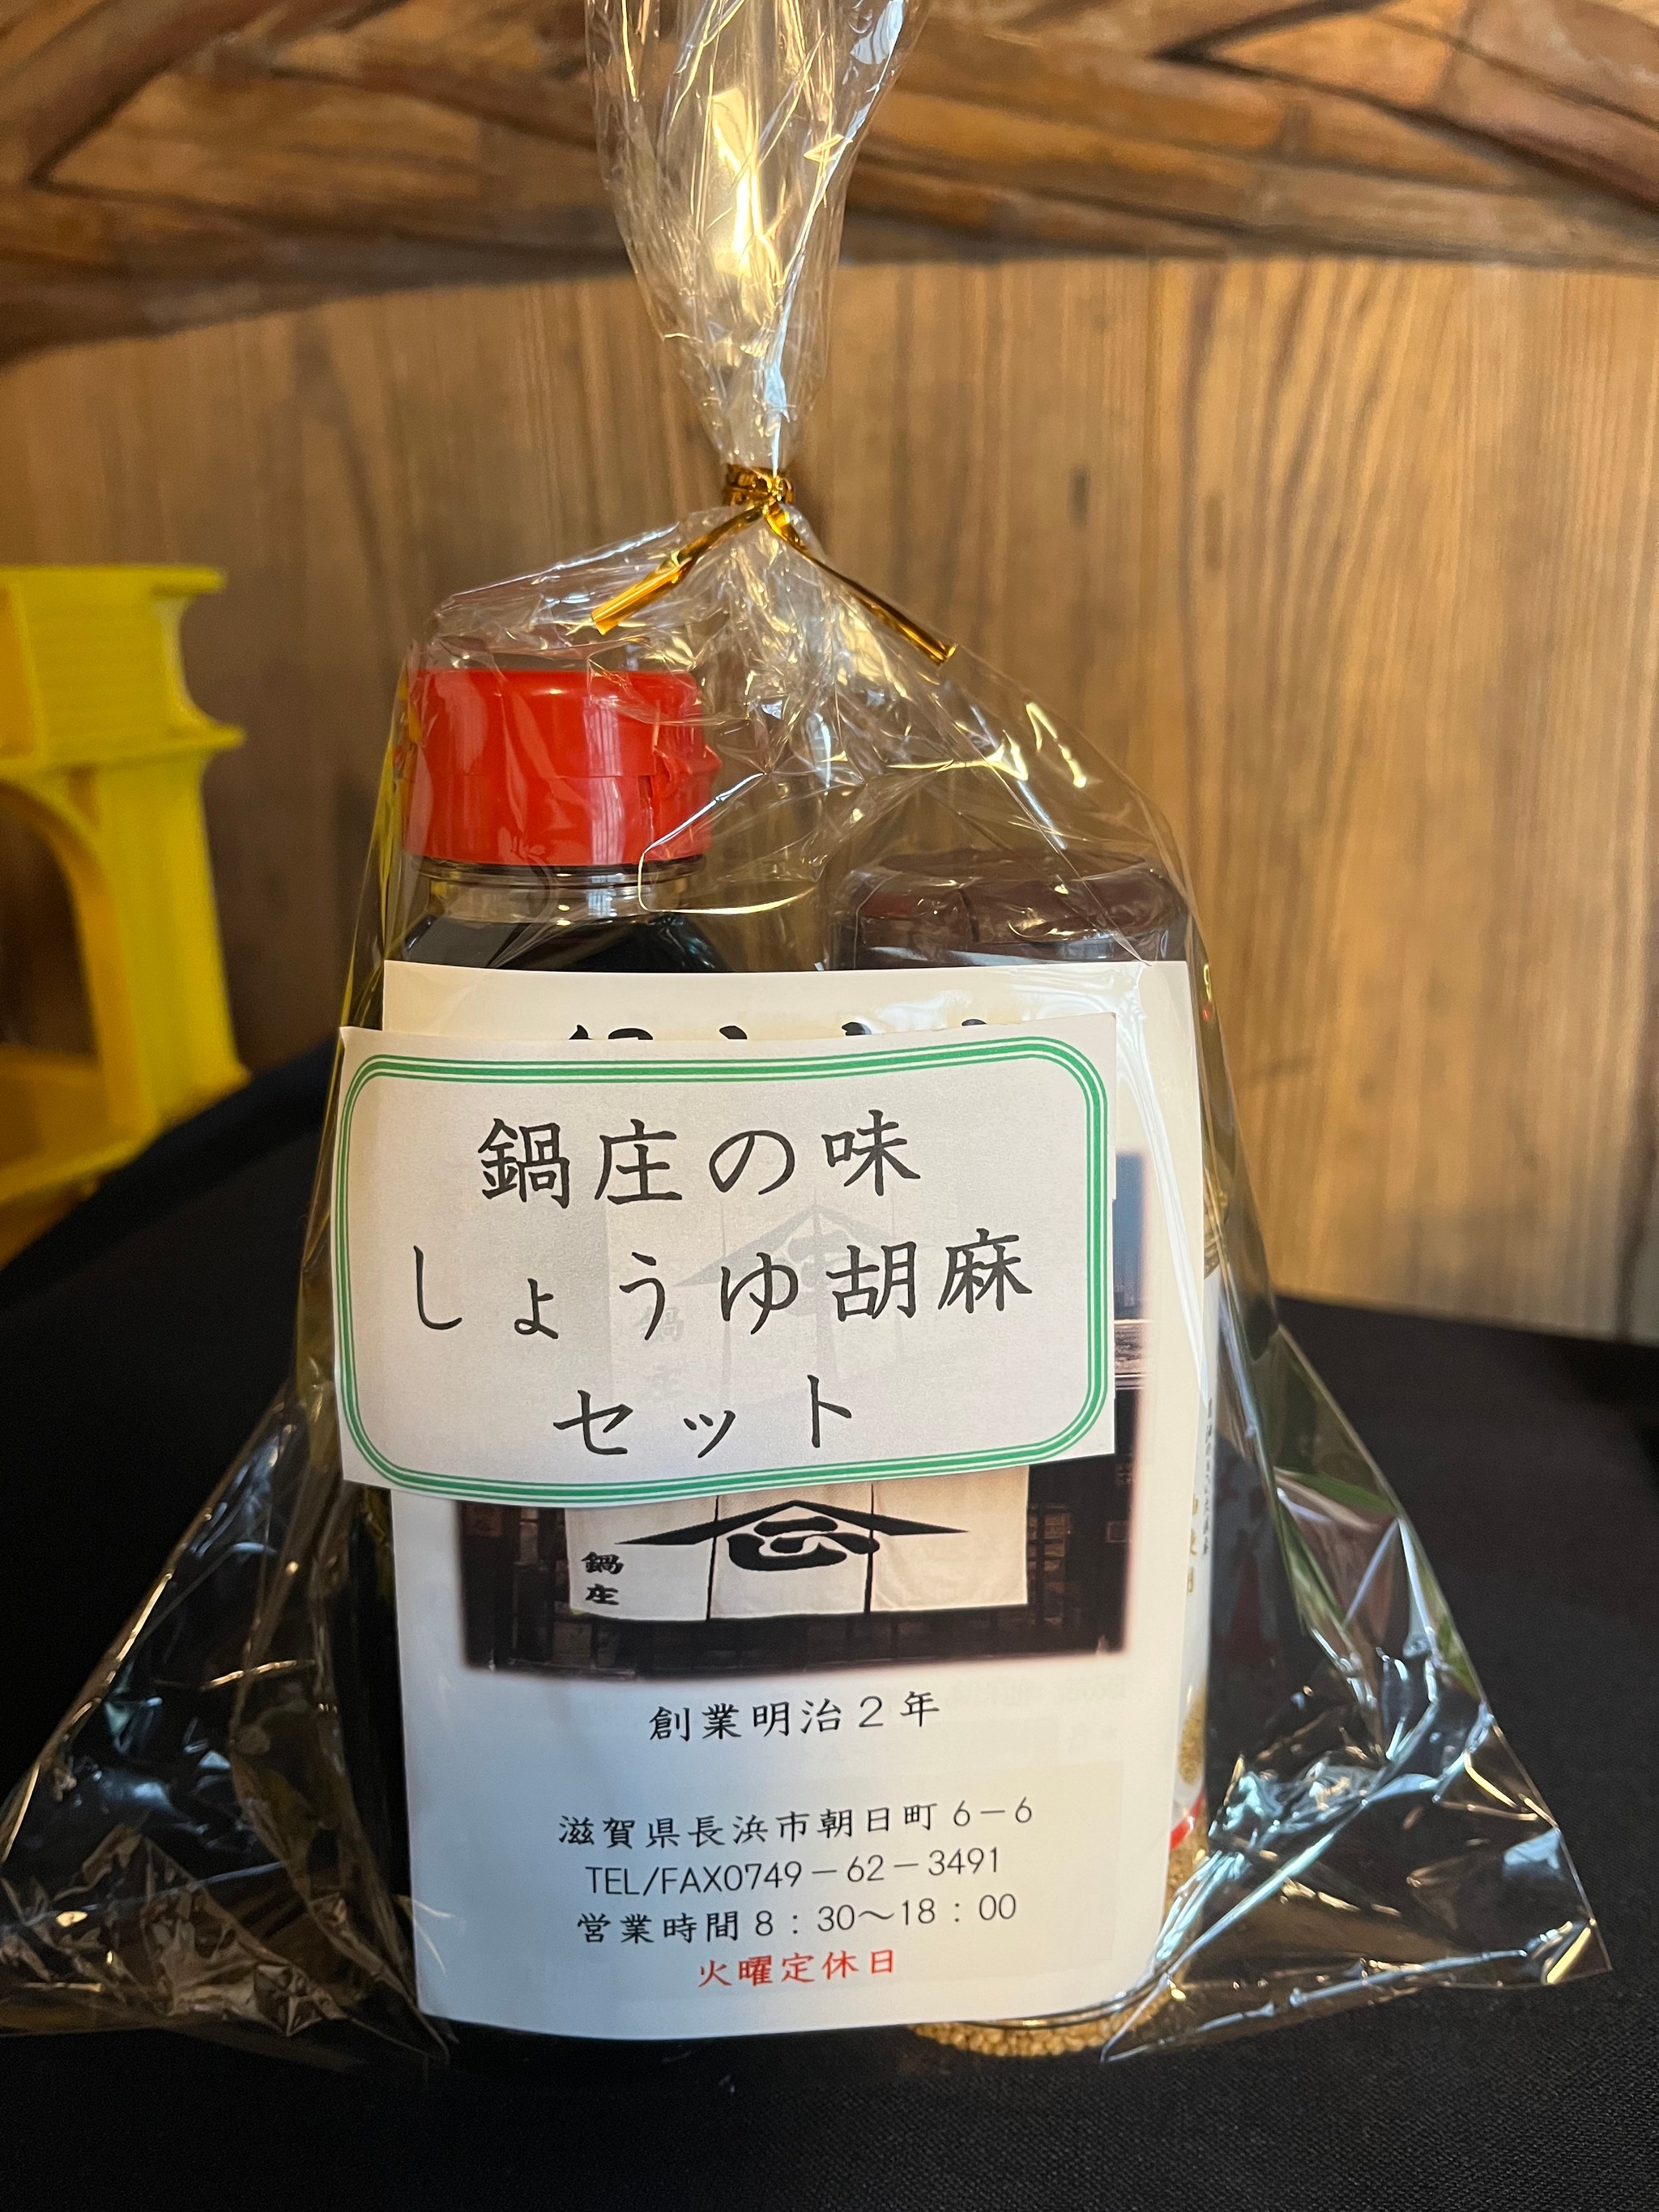 鍋庄の味
しょうゆ胡麻
セット
鍋
庄
創業明治2年
滋賀県長浜市朝日町6－6
TEL/FAX0749－62－3491
営業時間8：30～18：00
火曜定休日